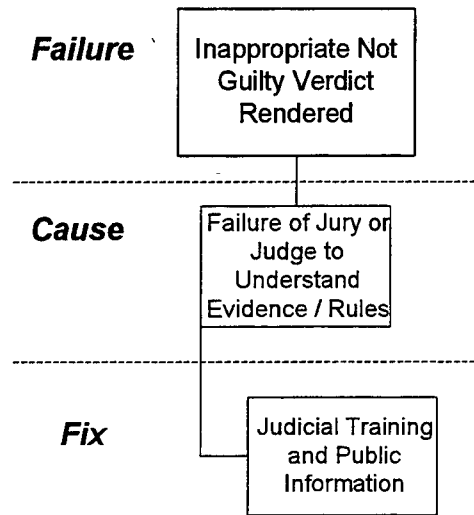 Failure
Inappropriate Not
Guilty Verdict
Rendered
Cause
Failure of Jury or
Judge to
Understand
Evidence / Rules
Fix
Judicial Training
and Public
Information